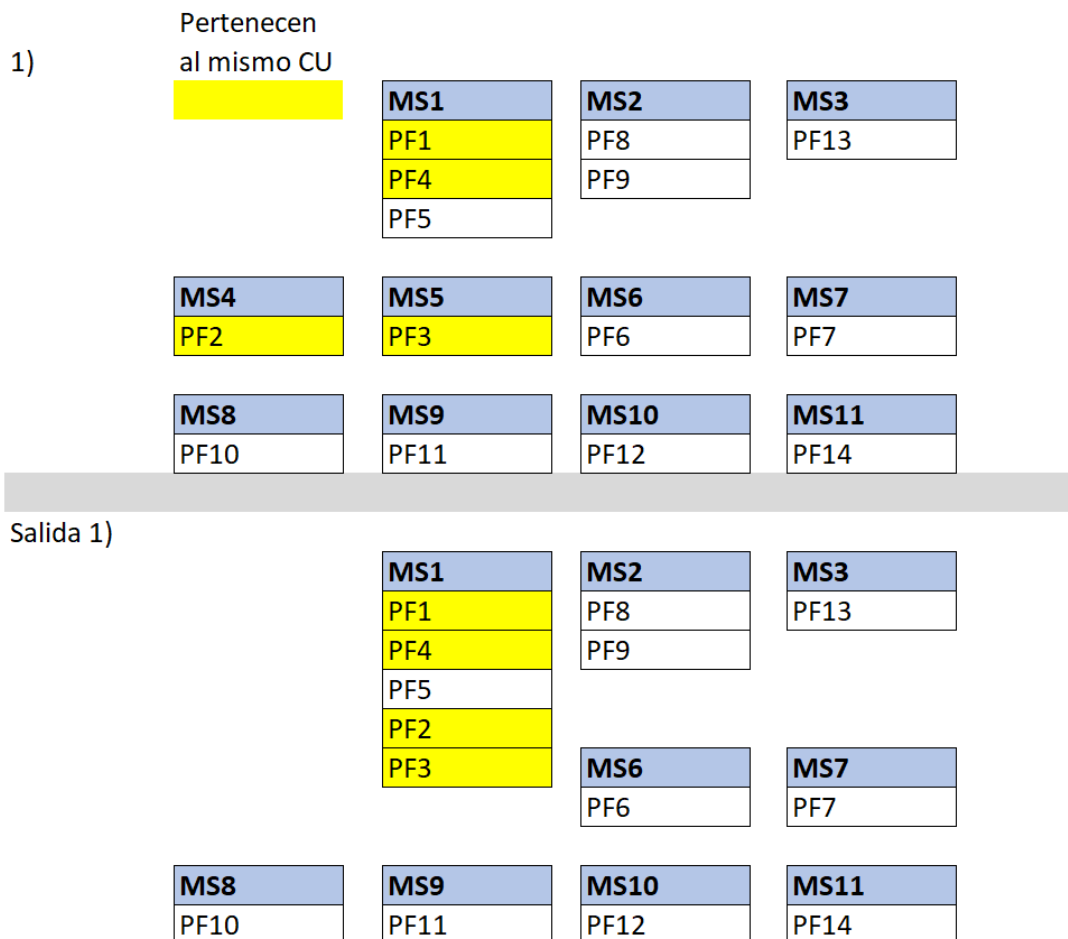 Pertenecen
1) al mismo CU
MS1 MS2 MS3
PF1 PF8 PF13
PF4 PF9
PF5
MS4 MS5 MS6 MS7
PF2 PF3 PF6 PF7
MS8 MS9 MS10 MS11
PF10 PF11 PF12 PF14
Salida 1)
MS1 MS2 MS3
PF1 PF8 PF13
PF4 PF9
PF5
PF2
PF3 MS6 MS7
PF6 PF7
MS8 MS9 MS10 MS11
PF10 PF11 PF12 PF14